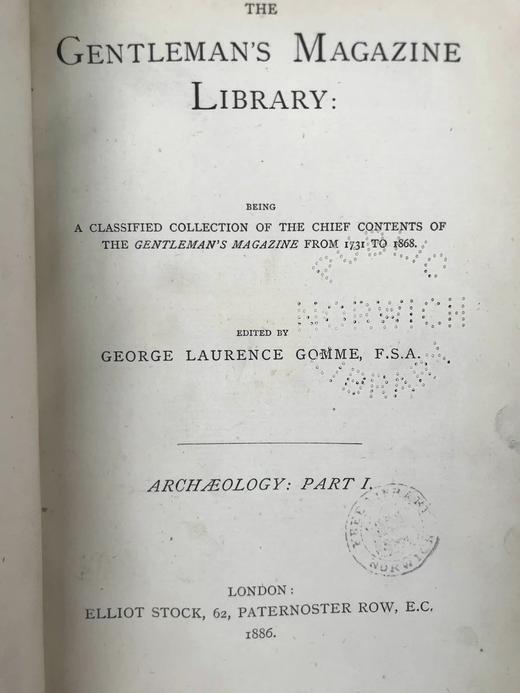 THE
GENTLEMAN'S MAGAZINE
LIBRARY:
BEING
A CLASSIFIED COLLECTION OF THE CHIEF CONTENTS OF
THE GENTLEMAN'S MAGAZINE FROM 1731 TO 1868.
PUBLIC
NORWICH
LIBRARY
EDITED BY
GEORGE LAURENCE GOMME, F.S.A.
ARCHÆOLOGY: PART I.
FREE LIBRARY
NORWICH
LONDON:
ELLIOT STOCK, 62, PATERNOSTER ROW, E.C.
1886.